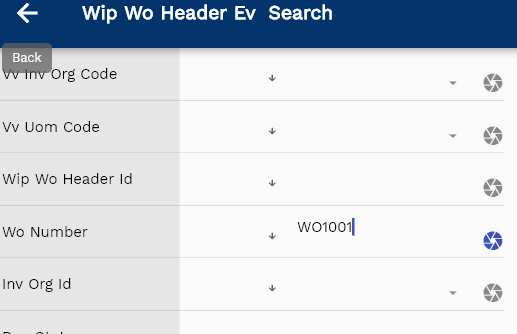 Wip Wo Header Ev Search
Back
Vv Inv Org Code
Vv Uom Code
Wip Wo Header Id
Wo Number WO1001
Inv Org Id